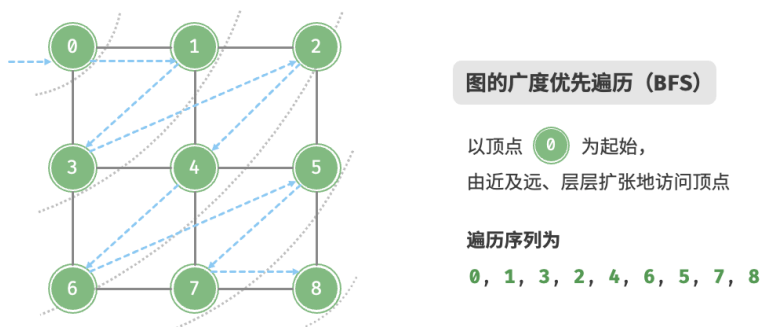 0 1 2
3 4 5
6 7 8
图的广度优先遍历（BFS）
以顶点 0 为起始，
由近及远、层层扩张地访问顶点
遍历序列为
0, 1, 3, 2, 4, 6, 5, 7, 8